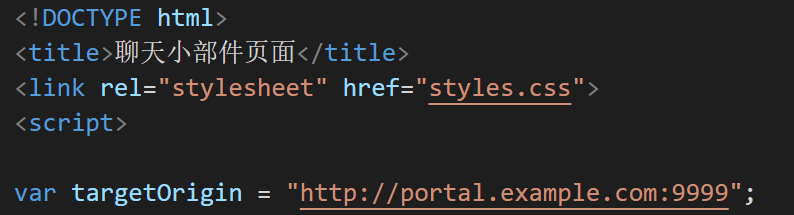 <!DOCTYPE html>
<title>聊天小部件页面</title>
<link rel="stylesheet" href="styles.css">
<script>
var targetOrigin = "http://portal.example.com:9999";